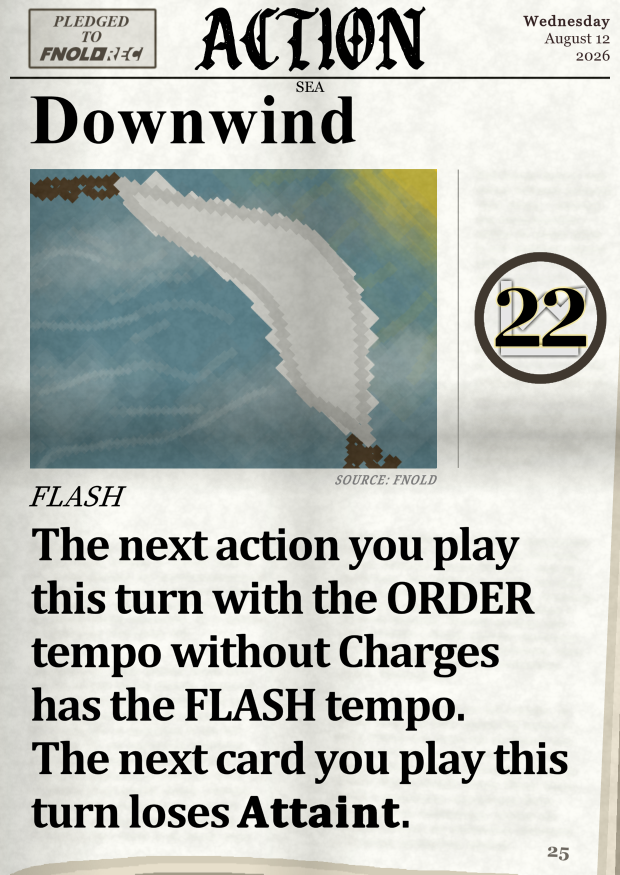 PLEDGED
TO
FNOLD REC
ACTION
Wednesday
August 12
2026
SEA
Downwind
22
SOURCE: FNOLD
FLASH
The next action you play
this turn with the ORDER
tempo without Charges
has the FLASH tempo.
The next card you play this
turn loses Attaint.
25